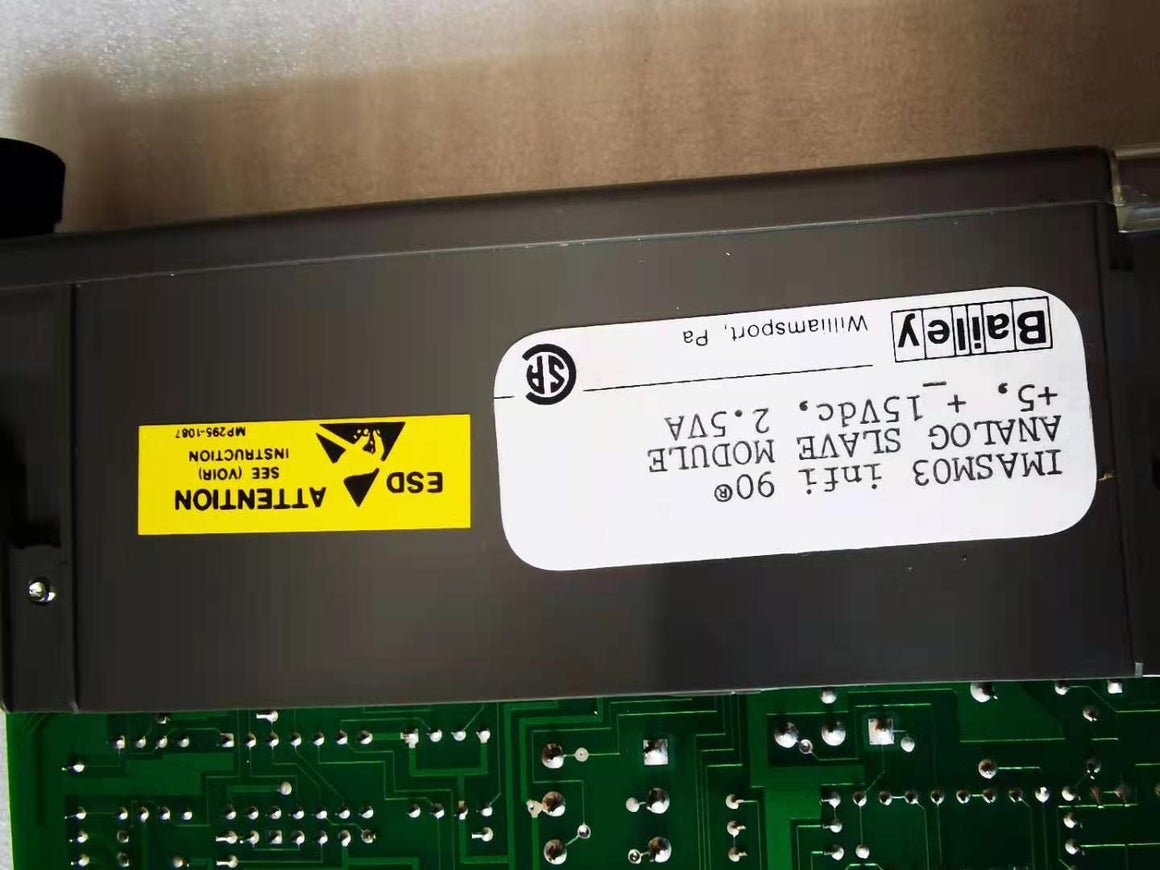 Bailey
Williamsport, Pa
IMASM03 infi 90®
ANALOG SLAVE MODULE
+5, +_15Vdc, 2.5VA
ESD
ATTENTION
SEE (VOIR)
INSTRUCTION
MP295-1087